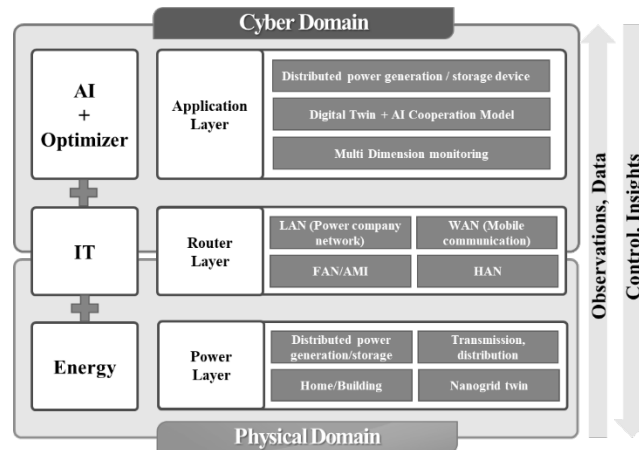 Cyber Domain
AI
+
Optimizer
Application
Layer
Distributed power generation / storage device
Digital Twin + AI Cooperation Model
Multi Dimension monitoring
IT
Router
Layer
LAN (Power company
network)
WAN (Mobile
communication)
FAN/AMI
HAN
Energy
Power
Layer
Distributed power
generation/storage
Transmission,
distribution
Home/Building
Nanogrid twin
Physical Domain
Observations, Data
Control, Insights